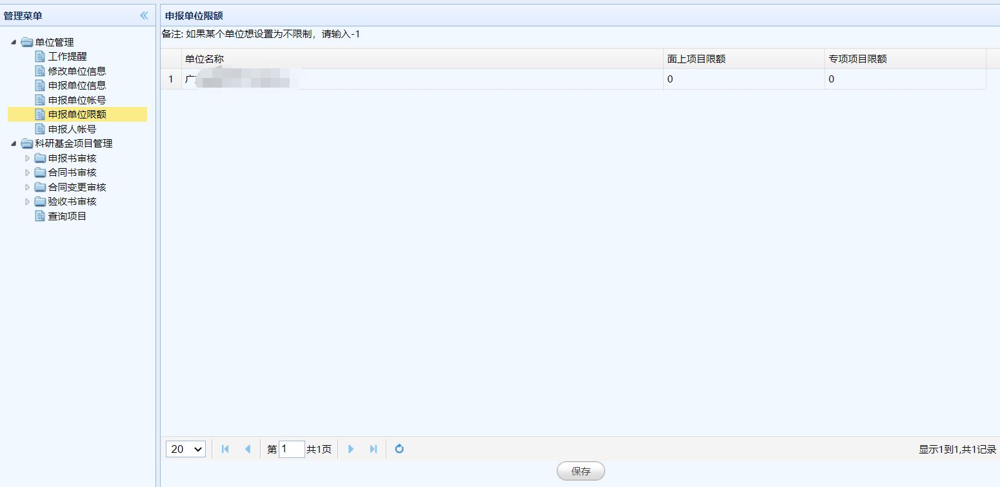 管理菜单
单位管理
工作提醒
修改单位信息
申报单位信息
申报单位帐号
申报单位限额
申报人帐号
科研基金项目管理
申报书审核
合同书审核
合同变更审核
验收书审核
查询项目
申报单位限额
备注: 如果某个单位想设置为不限制，请输入-1
单位名称 面上项目限额 专项项目限额
1 广 0 0
20 第 1 共1页 显示1到1,共1记录
保存